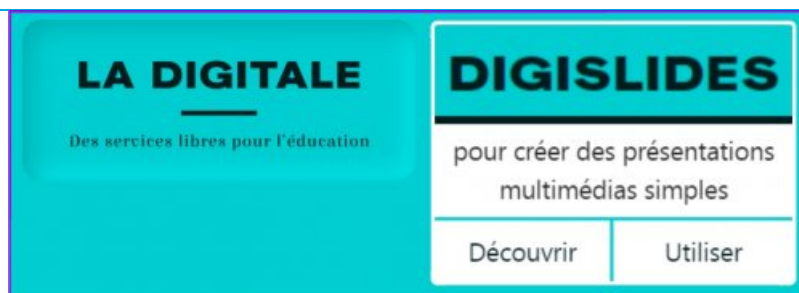 LA DIGITALE
Des services libres pour l'éducation
DIGISLIDES
pour créer des présentations
multimédias simples
Découvrir
Utiliser